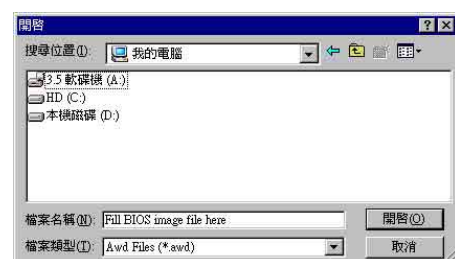 開啓
搜尋位置(I): 我的電腦
3.5 軟碟機 (A:)
HD (C:)
本機磁碟 (D:)
檔案名稱(N): Fill BIOS image file here 開啓(O)
檔案類型(T): Awd Files (*.awd) 取消